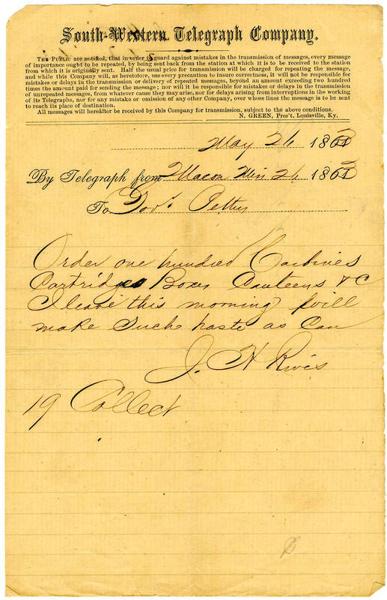 South-Western Telegraph Company.
THE PUBLIC are notified, that in order to guard against mistakes in the transmission of messages, every message
of importance ought to be repeated, by being sent back from the station at which it is to be received to the station
from which it is originally sent. Half the usual price for transmission will be charged for repeating the message,
and while this Company will, as heretofore, use every precaution to insure correctness, it will not be responsible for
mistakes or delays in the transmission or delivery of repeated messages, beyond an amount exceeding two hundred
times the amount paid for sending the message; nor will it be responsible for mistakes or delays in the transmission
of unrepeated messages, from whatever cause they may arise, nor for delays arising from interruptions in the working
of its Telegraphs, nor for any mistake or omission of any other Company, over whose lines the message is to be sent
to reach its place of destination.
All messages will hereafter be received by this Company for transmission, subject to the above conditions.
N. GREEN, Pres't, Louisville, Ky.
May 26 1863
By Telegraph from Macon Miss 26 1863
To Gov. Pettus
Order one hundred Carbines
Cartridge Boxes Canteens &C
I leave this morning will
make such haste as Can
J. H Rives
19 Collect